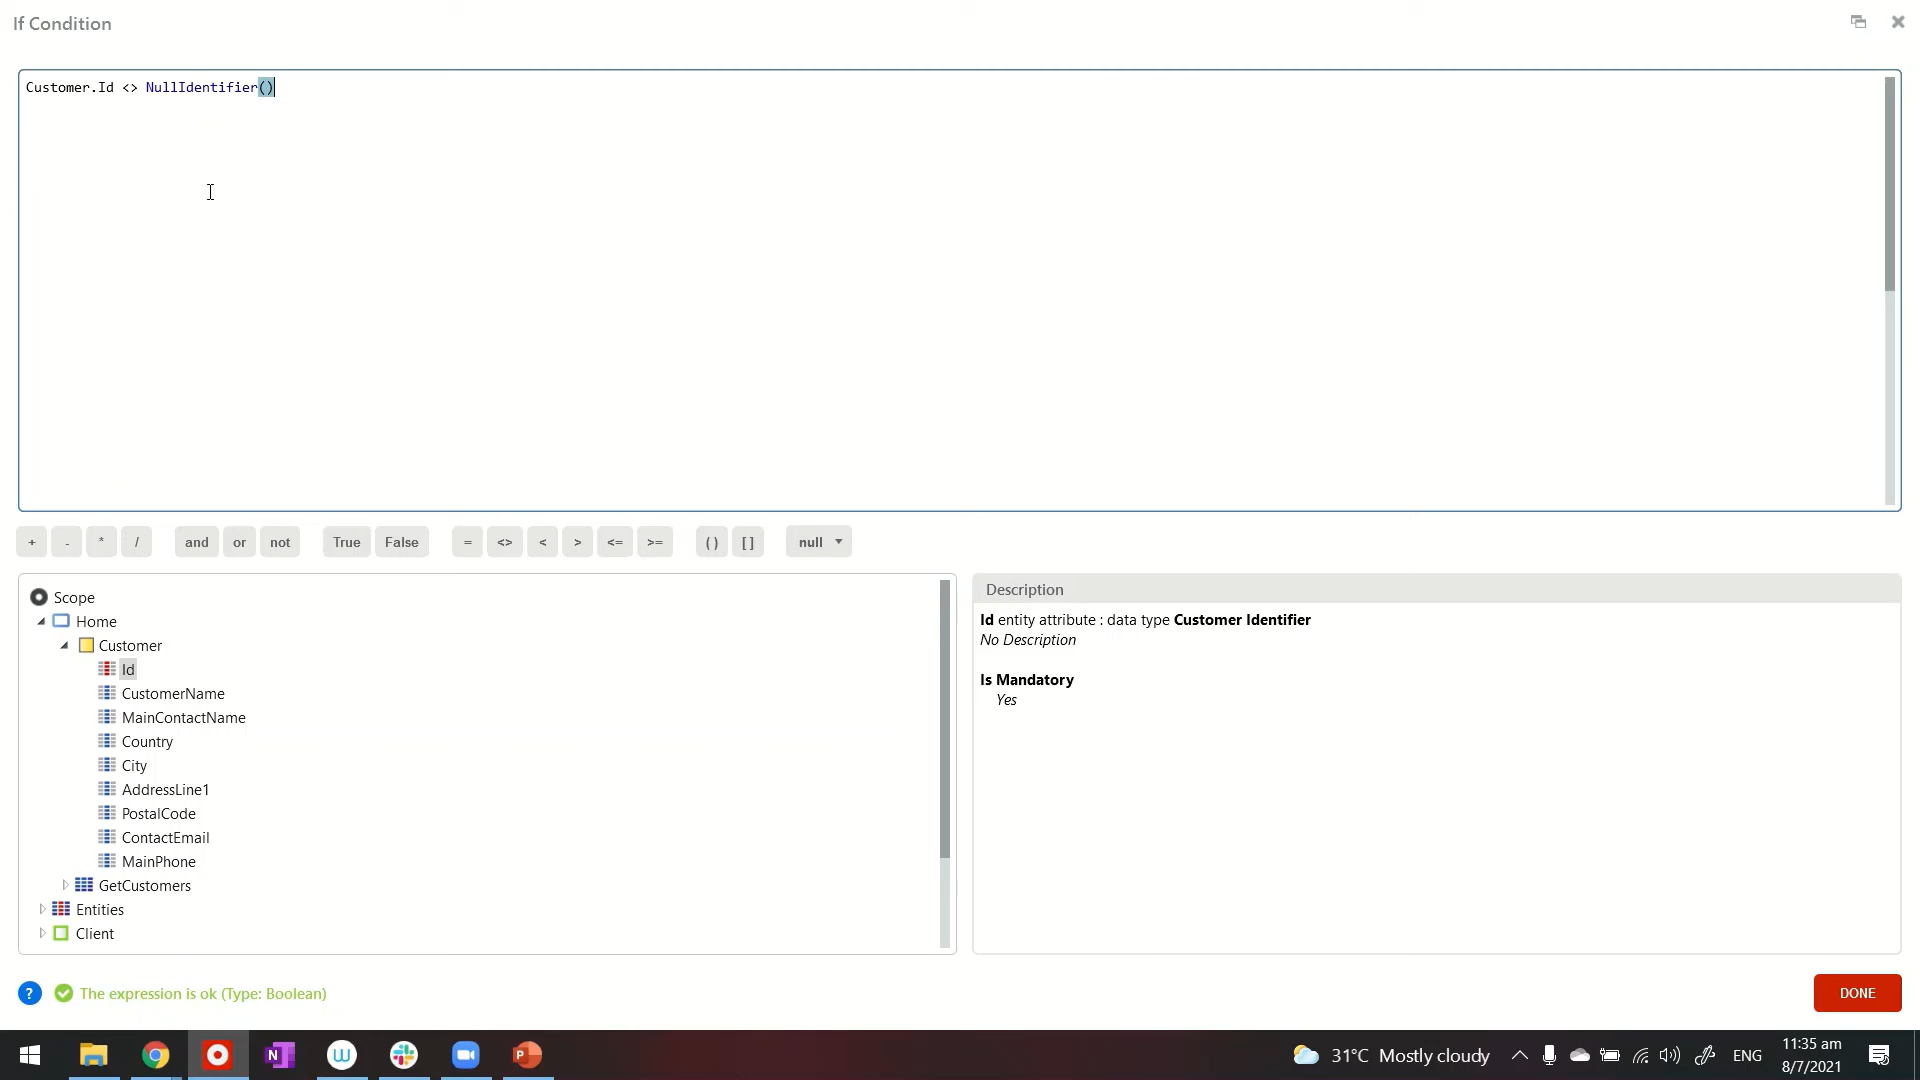 If Condition
Customer.Id <> NullIdentifier()
+ - * / and or not True False = <> < > <= >= ( ) [ ] null
Scope
Home
Customer
Id
CustomerName
MainContactName
Country
City
AddressLine1
PostalCode
ContactEmail
MainPhone
GetCustomers
Entities
Client
Description
Id entity attribute : data type Customer Identifier
No Description
Is Mandatory
Yes
? The expression is ok (Type: Boolean)
DONE
N W P 31°C Mostly cloudy ENG 11:35 am
8/7/2021